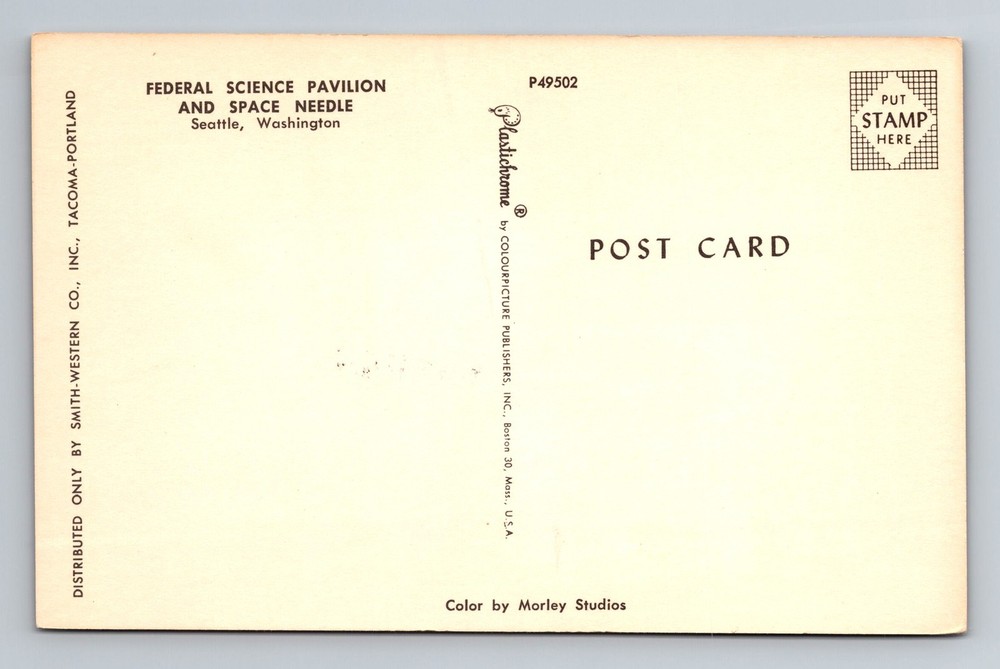 FEDERAL SCIENCE PAVILION
AND SPACE NEEDLE
Seattle, Washington
DISTRIBUTED ONLY BY SMITH-WESTERN CO., INC., TACOMA-PORTLAND
P49502
Plastichrome ® by COLOURPICTURE PUBLISHERS, INC., Boston 30, Mass., U.S.A.
PUT
STAMP
HERE
POST CARD
Color by Morley Studios